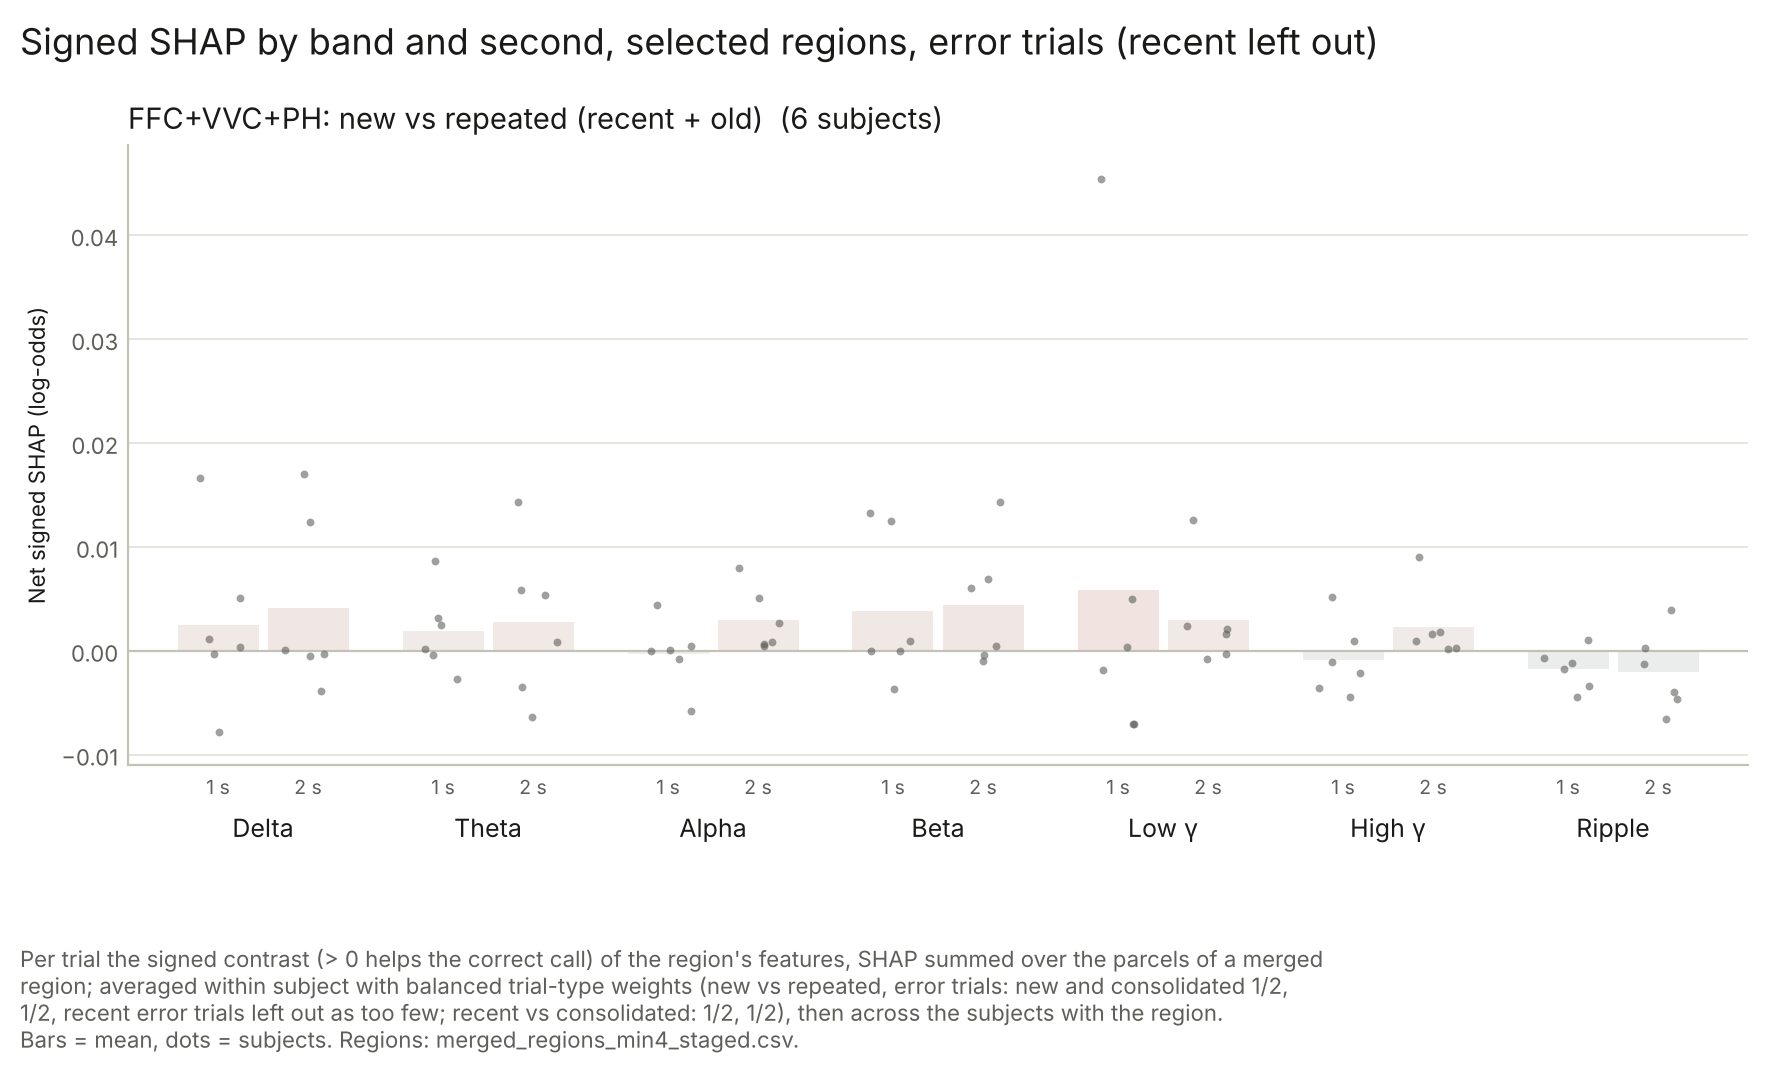 Signed SHAP by band and second, selected regions, error trials (recent left out)
FFC+VVC+PH: new vs repeated (recent + old)  (6 subjects)
Net signed SHAP (log-odds)
0.04
0.03
0.02
0.01
0.00
−0.01
1 s 2 s 1 s 2 s 1 s 2 s 1 s 2 s 1 s 2 s 1 s 2 s 1 s 2 s
Delta Theta Alpha Beta Low γ High γ Ripple
Per trial the signed contrast (> 0 helps the correct call) of the region's features, SHAP summed over the parcels of a merged
region; averaged within subject with balanced trial-type weights (new vs repeated, error trials: new and consolidated 1/2,
1/2, recent error trials left out as too few; recent vs consolidated: 1/2, 1/2), then across the subjects with the region.
Bars = mean, dots = subjects. Regions: merged_regions_min4_staged.csv.